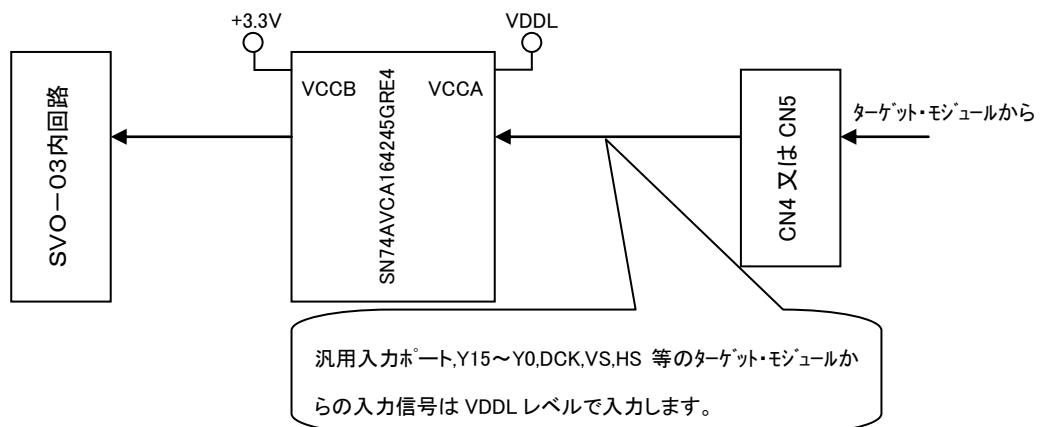 +3.3V
VDDL
SVO－03内回路
VCCB
VCCA
SN74AVCA164245GRE4
CN4 又は CN5
ﾀｰｹﾞｯﾄ・ﾓｼﾞｭｰﾙから
汎用入力ﾎﾟｰﾄ,Y15～Y0,DCK,VS,HS 等のﾀｰｹﾞｯﾄ・ﾓｼﾞｭｰﾙか
らの入力信号は VDDL レベルで入力します。